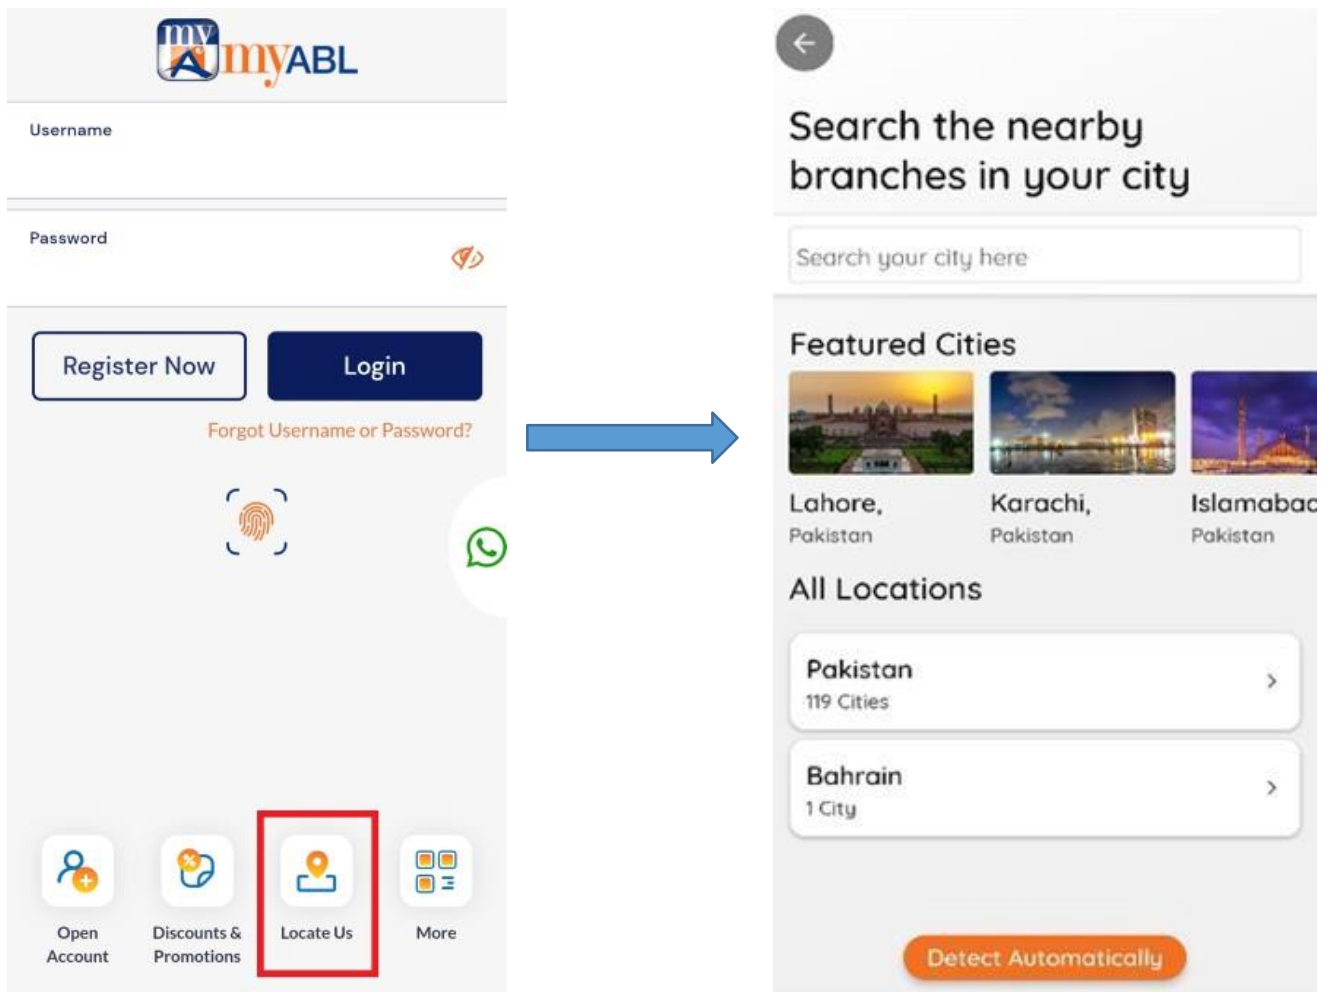 my
myABL
Username
Password
Register Now
Login
Forgot Username or Password?
Open
Account
Discounts &
Promotions
Locate Us
More
Search the nearby
branches in your city
Search your city here
Featured Cities
Lahore,
Pakistan
Karachi,
Pakistan
Islamabad
Pakistan
All Locations
Pakistan
119 Cities
Bahrain
1 City
Detect Automatically